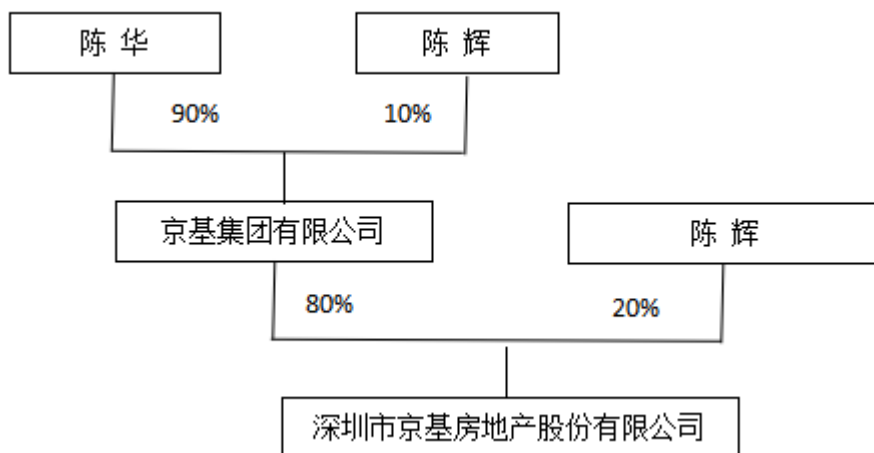 陈 华
陈 辉
90%
10%
京基集团有限公司
陈 辉
80%
20%
深圳市京基房地产股份有限公司